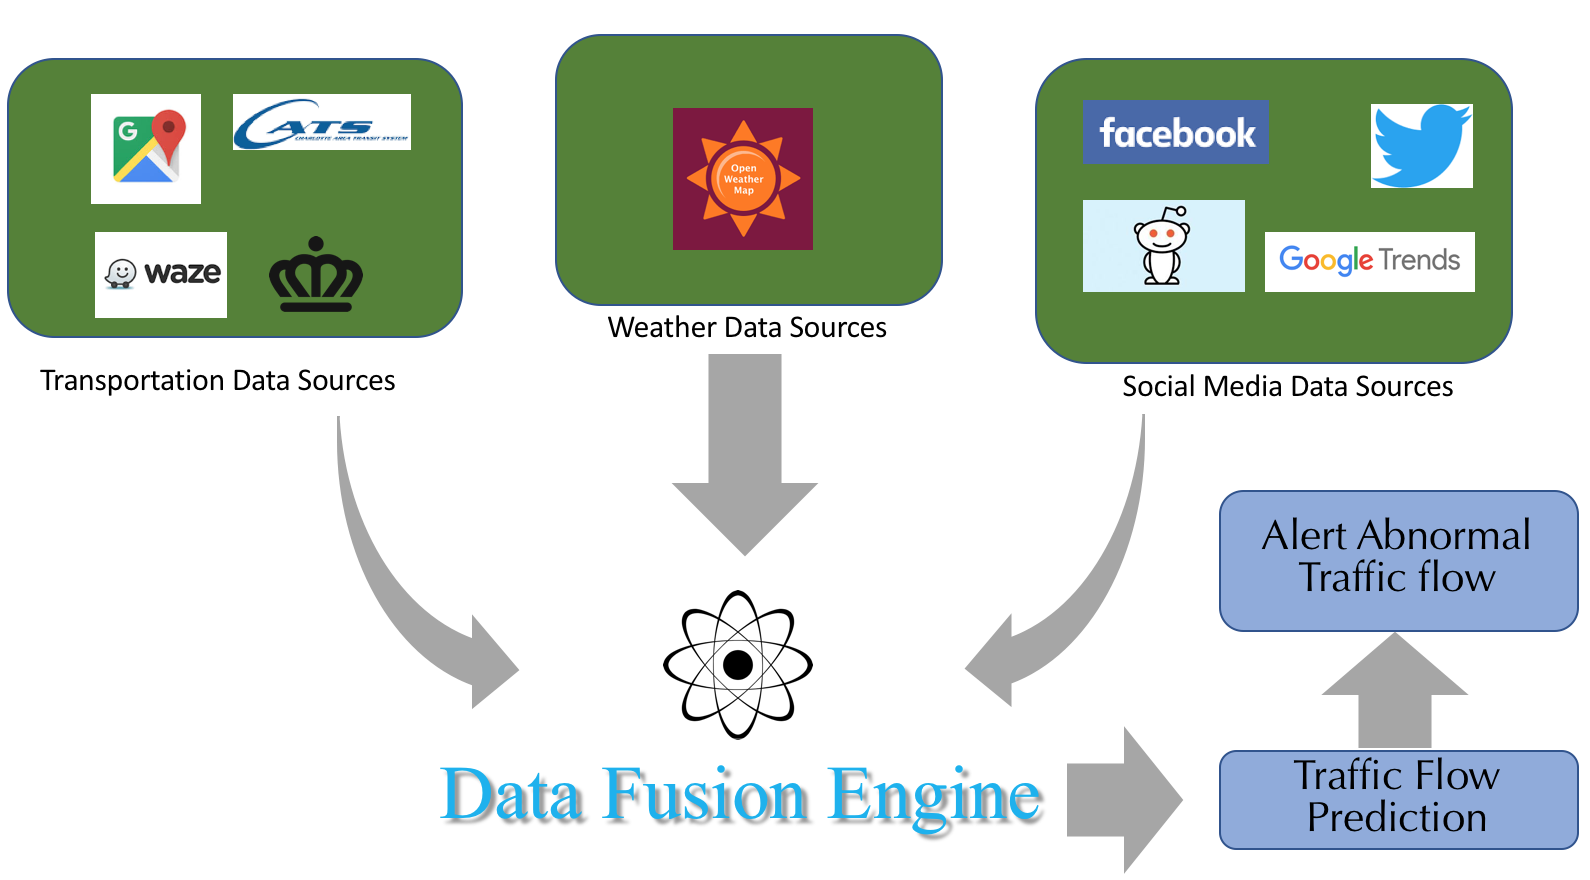 G
CATS
CHARLOTTE AREA TRANSIT SYSTEM
waze
Transportation Data Sources
Open
Weather
Map
Weather Data Sources
facebook
Google Trends
Social Media Data Sources
Data Fusion Engine
Traffic Flow
Prediction
Alert Abnormal
Traffic flow